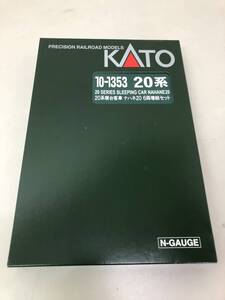 PRECISION RAILROAD MODELS
KATO
10-1353 20系
20 SERIES SLEEPING CAR NAHANE20
20系寝台客車 ナハネ20 6両増結セット
N-GAUGE